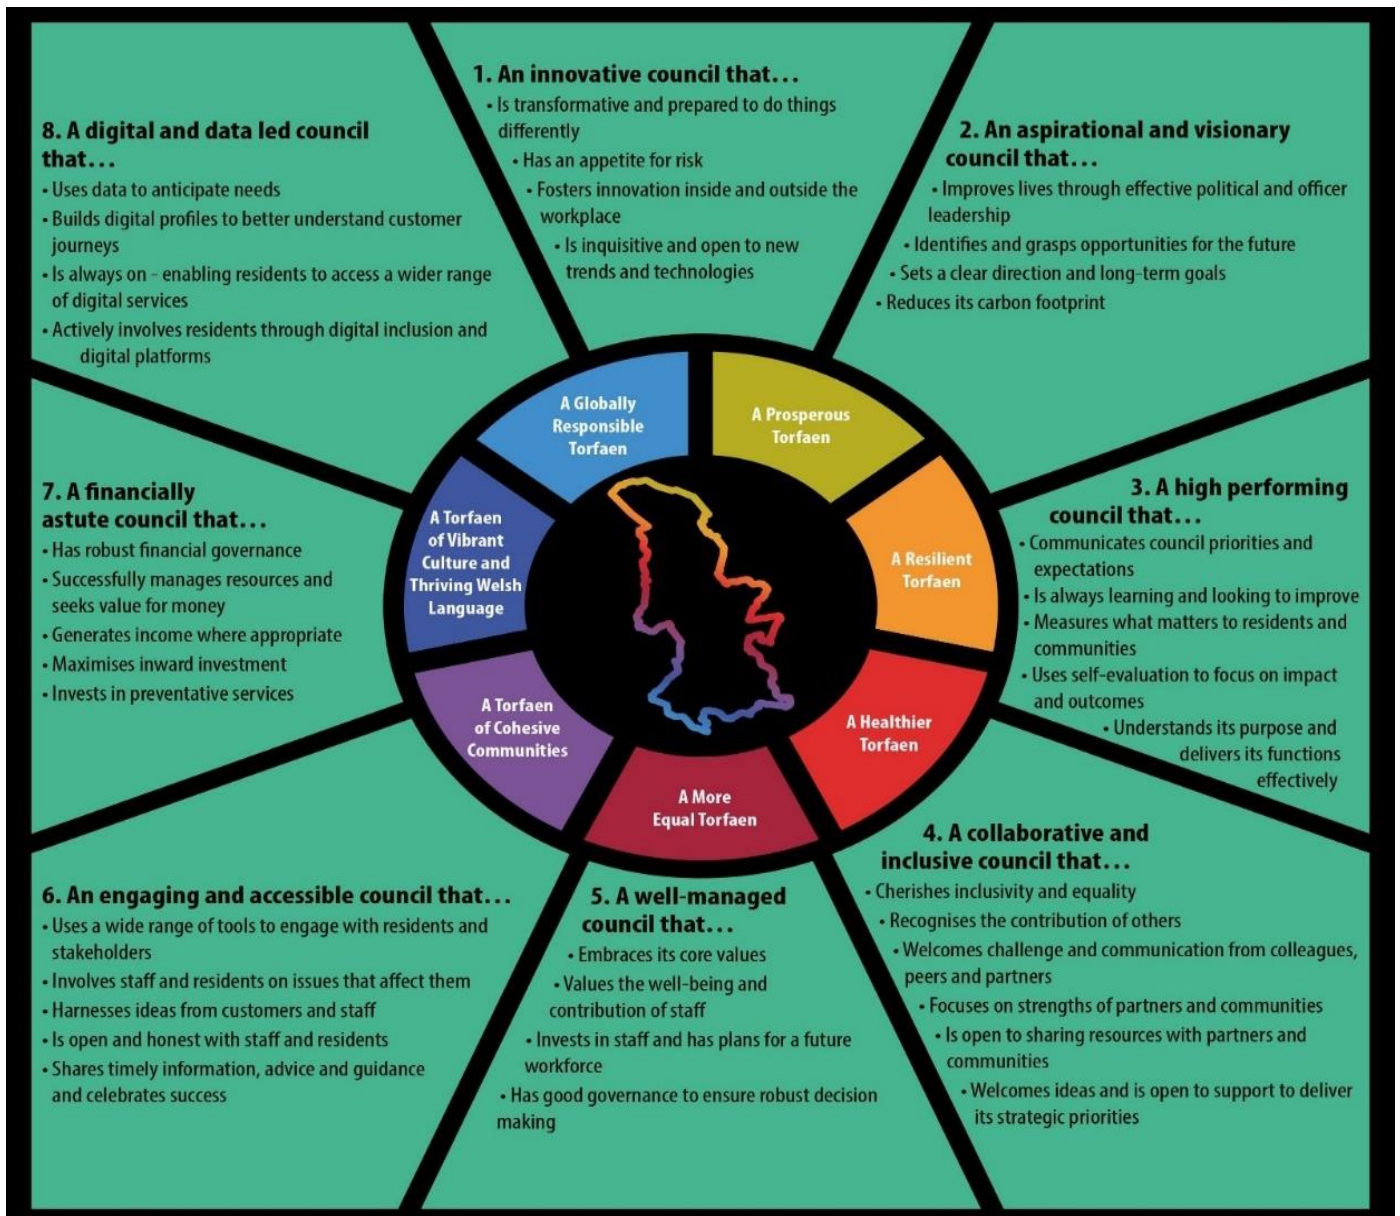 1. An innovative council that...
• Is transformative and prepared to do things
differently
• Has an appetite for risk
• Fosters innovation inside and outside the
workplace
• Is inquisitive and open to new
trends and technologies
2. An aspirational and visionary
council that...
• Improves lives through effective political and officer
leadership
• Identifies and grasps opportunities for the future
• Sets a clear direction and long-term goals
• Reduces its carbon footprint
3. A high performing
council that...
• Communicates council priorities and
expectations
• Is always learning and looking to improve
• Measures what matters to residents and
communities
• Uses self-evaluation to focus on impact
and outcomes
• Understands its purpose and
delivers its functions
effectively
4. A collaborative and
inclusive council that...
• Cherishes inclusivity and equality
• Recognises the contribution of others
• Welcomes challenge and communication from colleagues,
peers and partners
• Focuses on strengths of partners and communities
• Is open to sharing resources with partners and
communities
• Welcomes ideas and is open to support to deliver
its strategic priorities
5. A well-managed
council that...
• Embraces its core values
• Values the well-being and
contribution of staff
• Invests in staff and has plans for a future
workforce
• Has good governance to ensure robust decision
making
6. An engaging and accessible council that...
• Uses a wide range of tools to engage with residents and
stakeholders
• Involves staff and residents on issues that affect them
• Harnesses ideas from customers and staff
• Is open and honest with staff and residents
• Shares timely information, advice and guidance
and celebrates success
7. A financially
astute council that...
• Has robust financial governance
• Successfully manages resources and
seeks value for money
• Generates income where appropriate
• Maximises inward investment
• Invests in preventative services
8. A digital and data led council
that...
• Uses data to anticipate needs
• Builds digital profiles to better understand customer
journeys
• Is always on - enabling residents to access a wider range
of digital services
• Actively involves residents through digital inclusion and
digital platforms
A Globally
Responsible
Torfaen
A Prosperous
Torfaen
A Resilient
Torfaen
A Healthier
Torfaen
A More
Equal Torfaen
A Torfaen
of Cohesive
Communities
A Torfaen
of Vibrant
Culture and
Thriving Welsh
Language